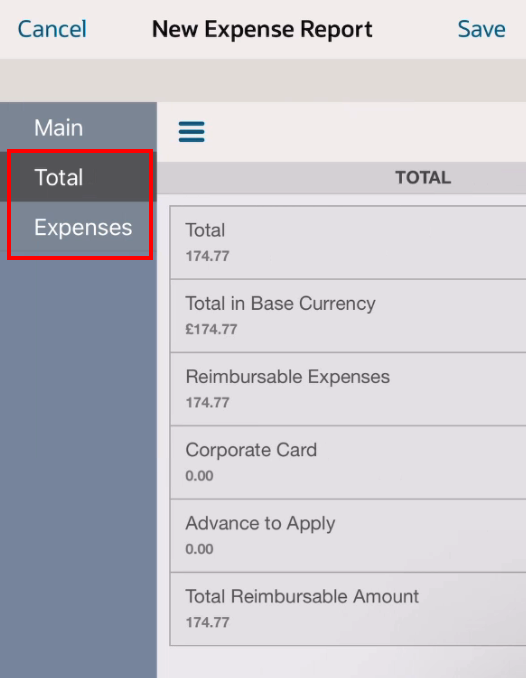 Cancel New Expense Report Save
Main
Total
Expenses
TOTAL
Total
174.77
Total in Base Currency
£174.77
Reimbursable Expenses
174.77
Corporate Card
0.00
Advance to Apply
0.00
Total Reimbursable Amount
174.77